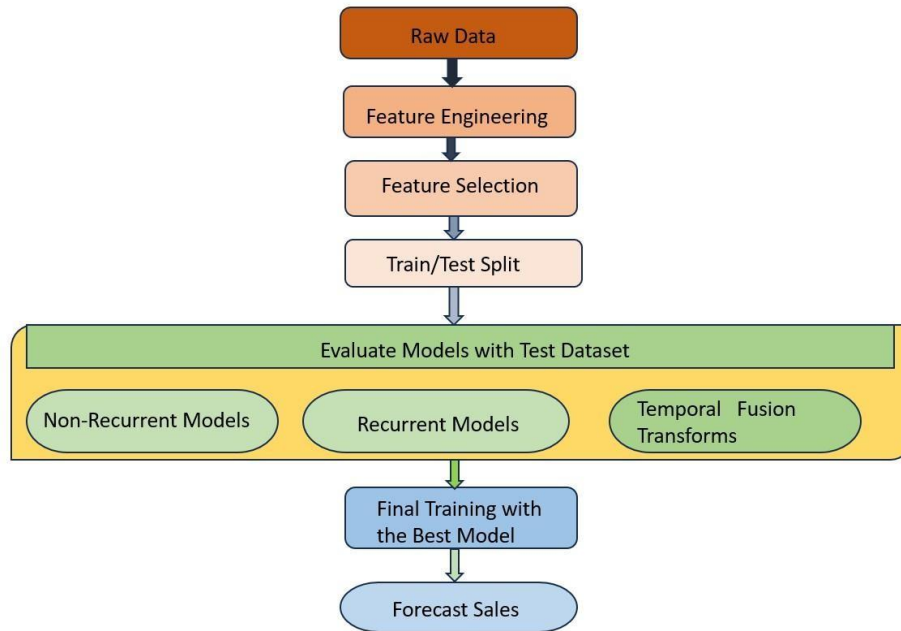 Raw Data
Feature Engineering
Feature Selection
Train/Test Split
Evaluate Models with Test Dataset
Non-Recurrent Models
Recurrent Models
Temporal Fusion
Transforms
Final Training with
the Best Model
Forecast Sales